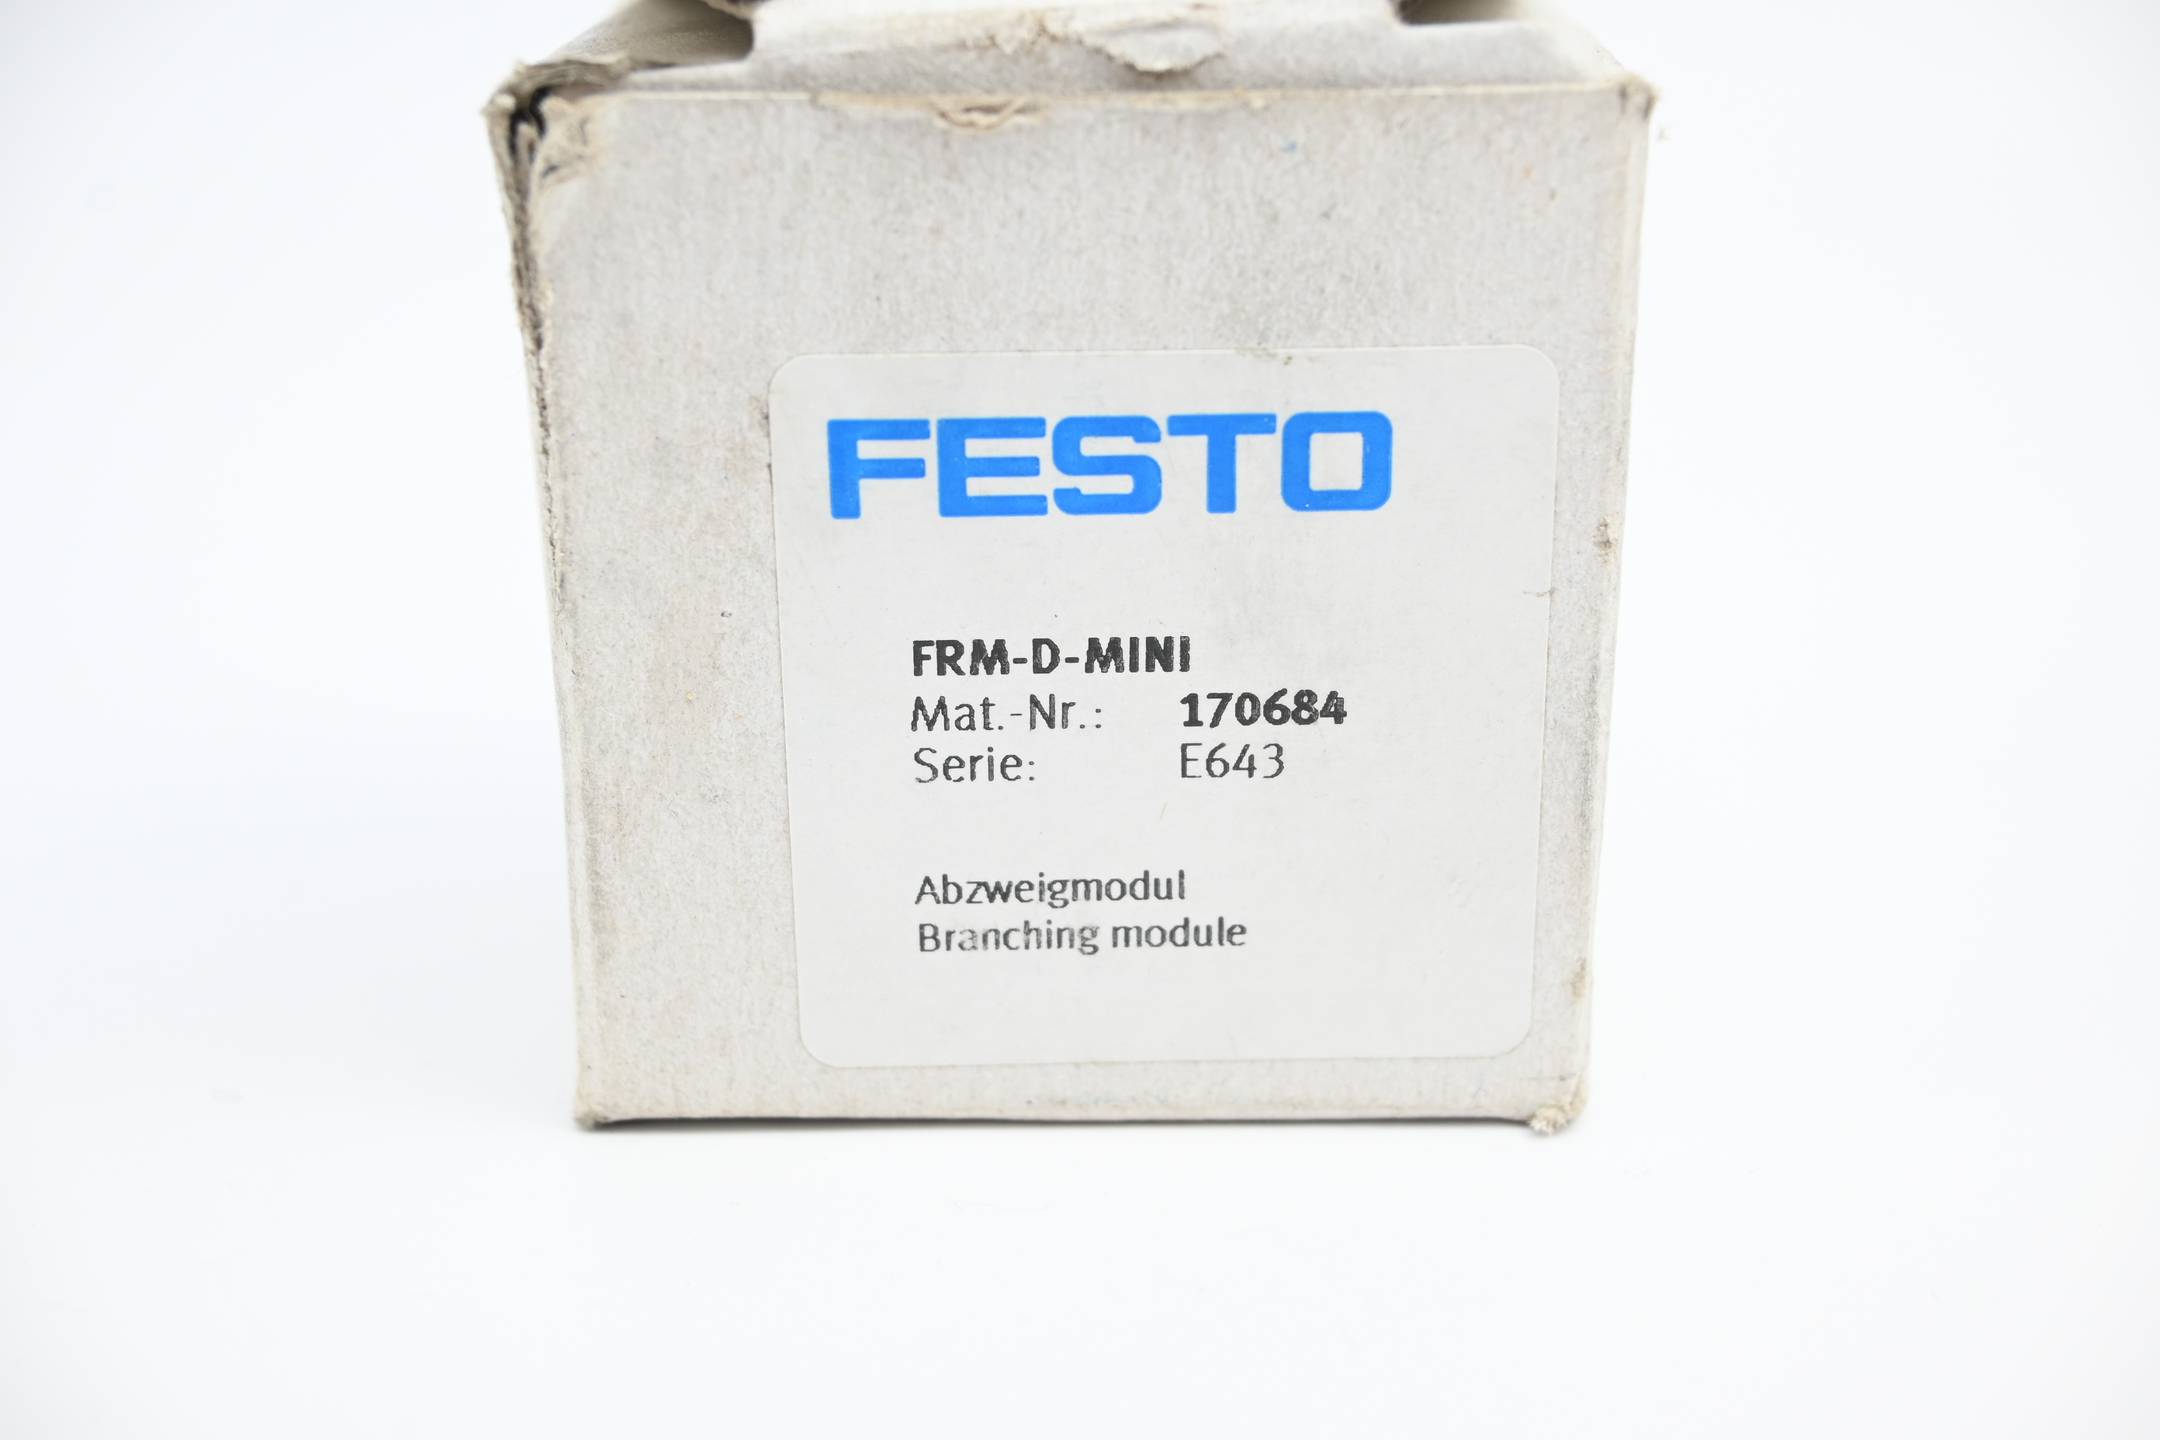 FESTO
FRM-D-MINI
Mat.-Nr.: 170684
Serie: E643
Abzweigmodul
Branching module